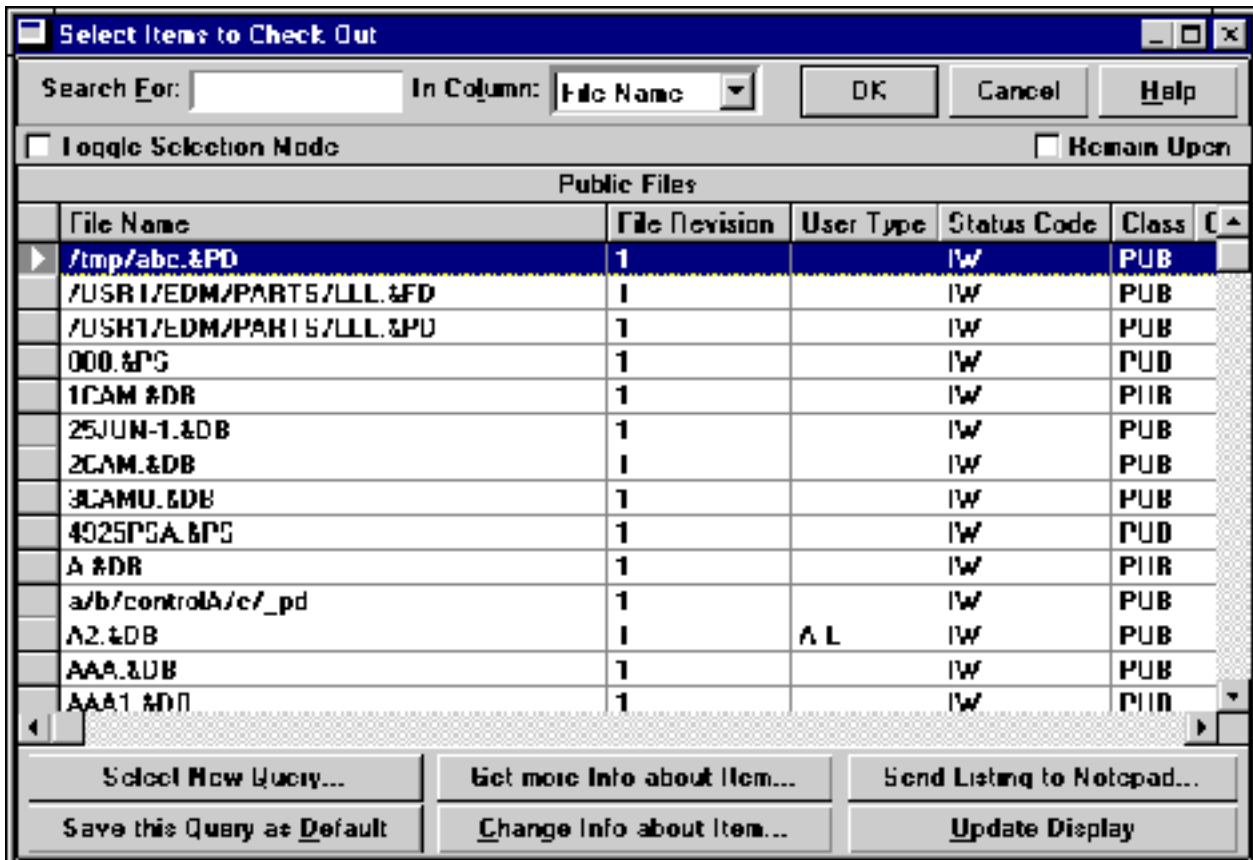 Select Items to Check Out
Search For: In Column: File Name OK Cancel Help
Toggle Selection Mode Remain Open
Public Files
File Name File Revision User Type Status Code Class
/tmp/abc.&PD 1 IW PUB
/USR1/EDM/PARTS/LLL.&FD 1 IW PUB
/USR1/EDM/PARTS/LLL.&PD 1 IW PUB
000.&PS 1 IW PUB
1CAM.&DB 1 IW PUB
25JUN-1.&DB 1 IW PUB
2CAM.&DB 1 IW PUB
3CAMU.&DB 1 IW PUB
4925PSA.&PS 1 IW PUB
A.&DB 1 IW PUB
a/b/controlA/c/_pd 1 IW PUB
A2.&DB 1 IW PUB
AAA.&DB 1 IW PUB
AAA1.&DB 1 IW PUB
Select New Query... Get more Info about Item... Send Listing to Notepad...
Save this Query as Default Change Info about Item... Update Display